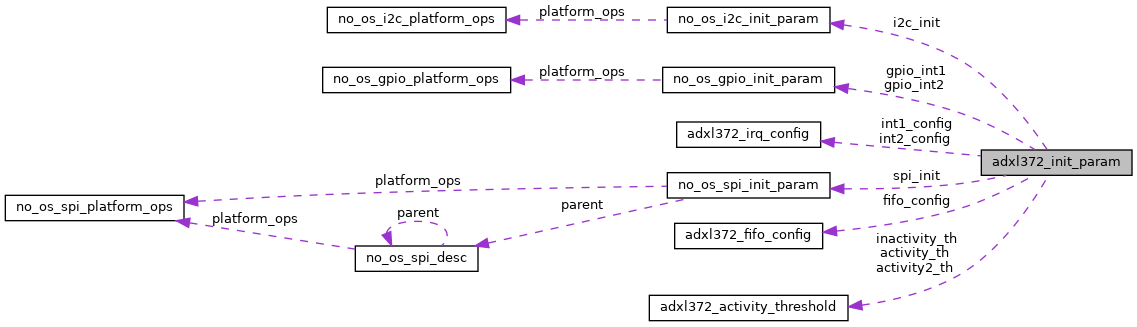 no_os_i2c_platform_ops
platform_ops
no_os_i2c_init_param
i2c_init
no_os_gpio_platform_ops
platform_ops
no_os_gpio_init_param
gpio_int1
gpio_int2
adxl372_irq_config
int1_config
int2_config
adxl372_init_param
platform_ops
no_os_spi_init_param
spi_init
no_os_spi_platform_ops
platform_ops
parent
parent
fifo_config
adxl372_fifo_config
no_os_spi_desc
inactivity_th
activity_th
activity2_th
adxl372_activity_threshold